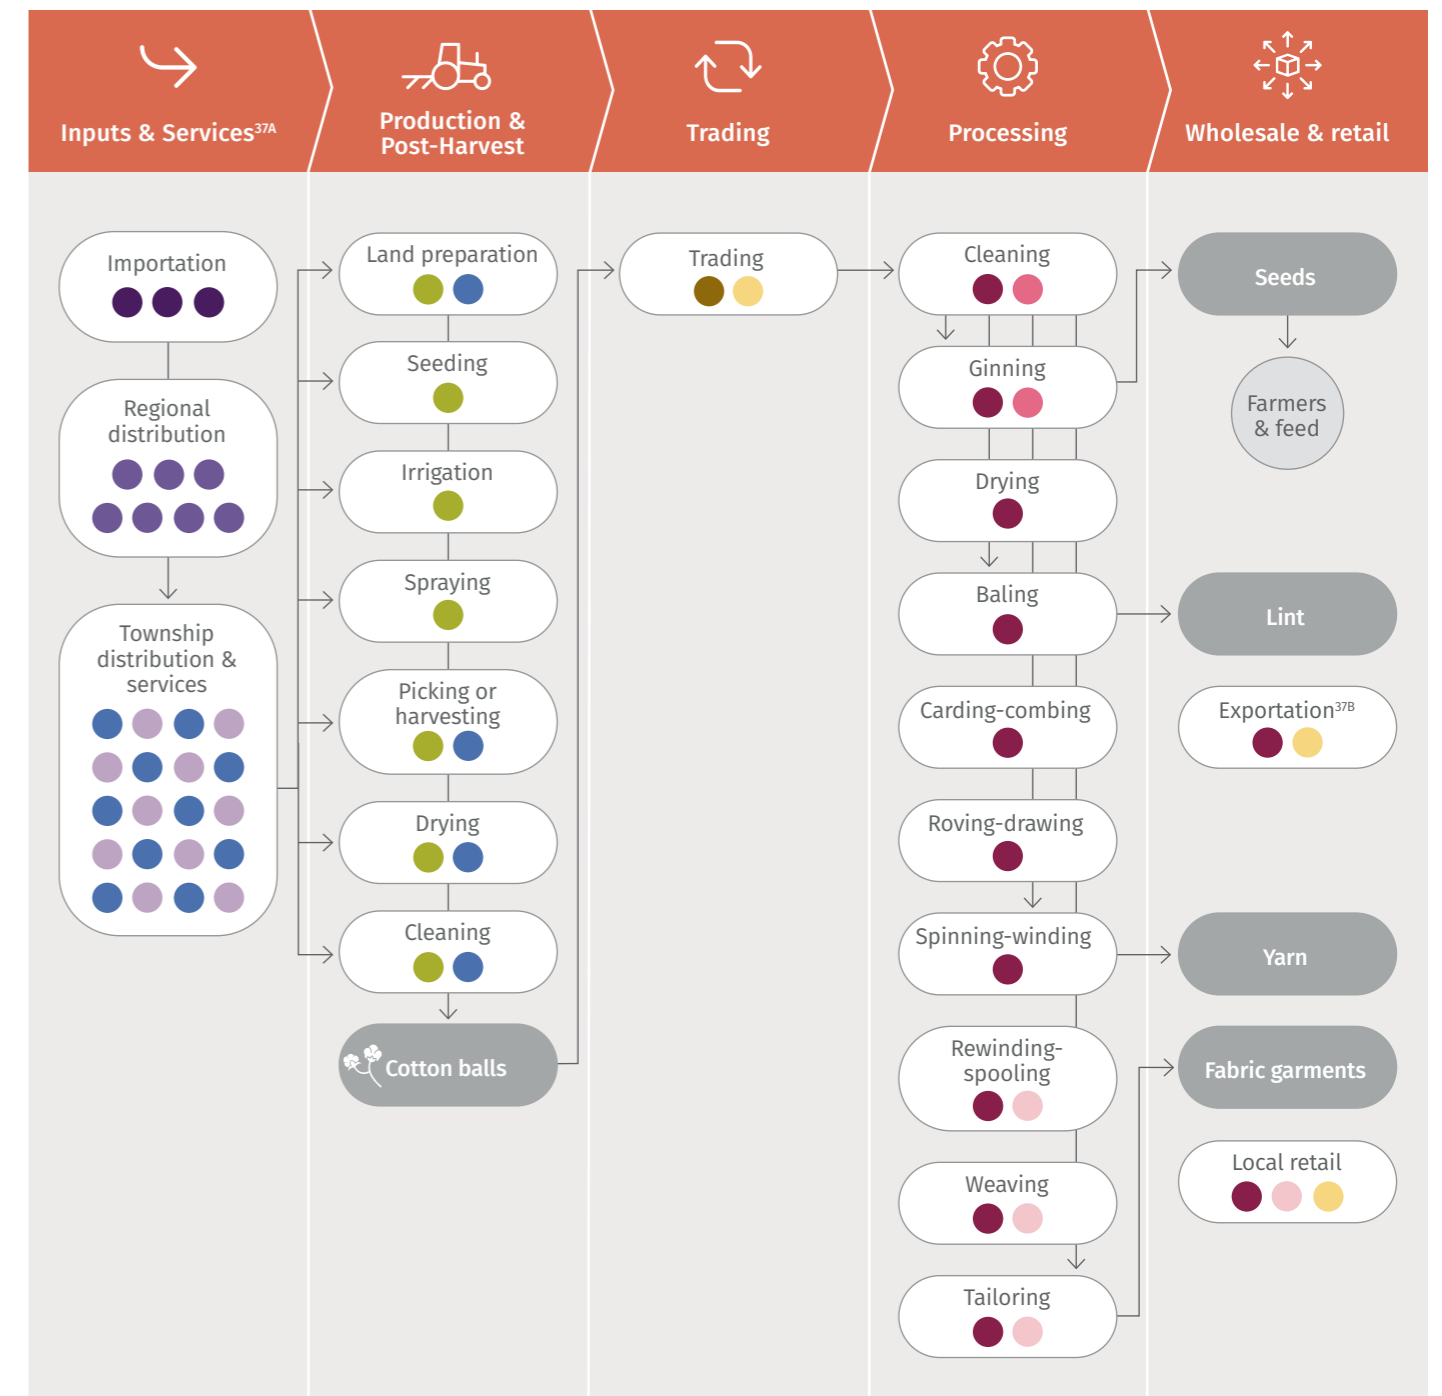 Inputs & Services37A
Production &
Post-Harvest
Trading
Processing
Wholesale & retail
Importation
Regional
distribution
Township
distribution &
services
Land preparation
Seeding
Irrigation
Spraying
Picking or
harvesting
Drying
Cleaning
Cotton balls
Trading
Cleaning
Ginning
Drying
Baling
Carding-combing
Roving-drawing
Spinning-winding
Rewinding-
spooling
Weaving
Tailoring
Seeds
Farmers
& feed
Lint
Exportation37B
Yarn
Fabric garments
Local retail